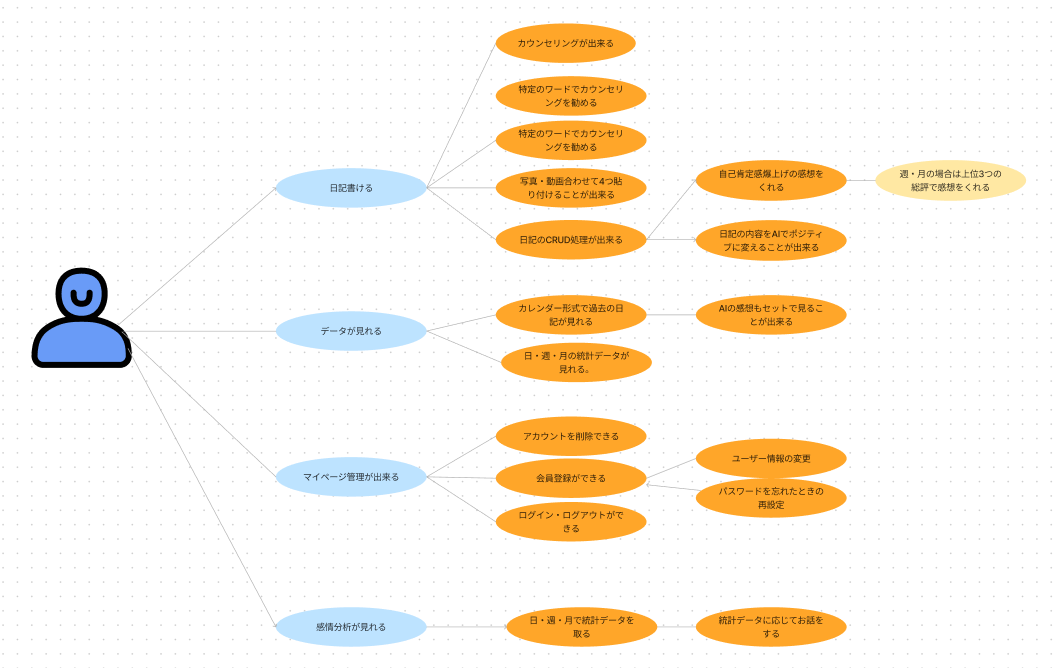 カウンセリングが出来る
特定のワードでカウンセリ
ングを勧める
特定のワードでカウンセリ
ングを勧める
日記書ける
写真・動画合わせて4つ貼
り付けることが出来る
日記のCRUD処理が出来る
自己肯定感爆上げの感想を
くれる
週・月の場合は上位3つの
総評で感想をくれる
日記の内容をAIでポジティ
ブに変えることが出来る
データが見れる
カレンダー形式で過去の日
記が見れる
AIの感想もセットで見るこ
とが出来る
日・週・月の統計データが
見れる。
マイページ管理が出来る
アカウントを削除できる
会員登録ができる
ユーザー情報の変更
パスワードを忘れたときの
再設定
ログイン・ログアウトがで
きる
感情分析が見れる
日・週・月で統計データを
取る
統計データに応じてお話を
する